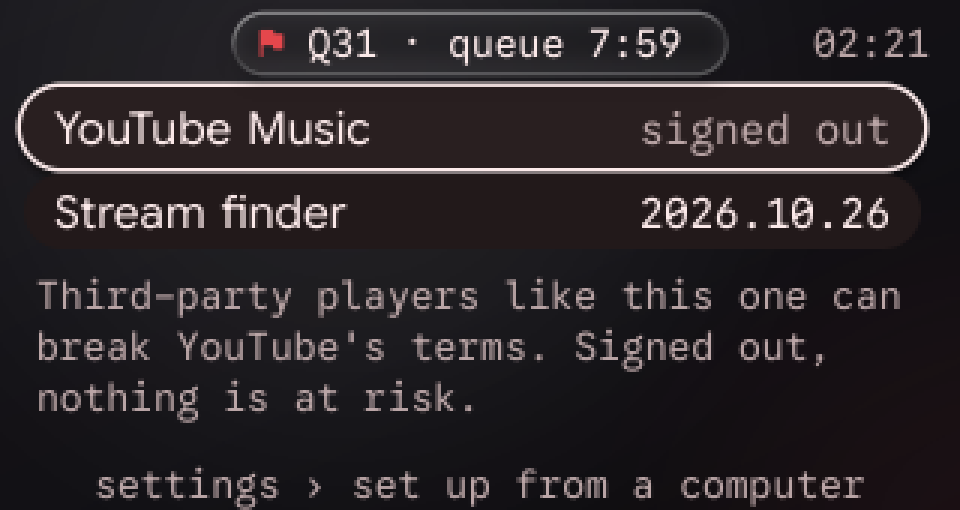 Q31 · queue 7:59
02:21
YouTube Music signed out
Stream finder 2026.10.26
Third-party players like this one can
break YouTube's terms. Signed out,
nothing is at risk.
settings › set up from a computer